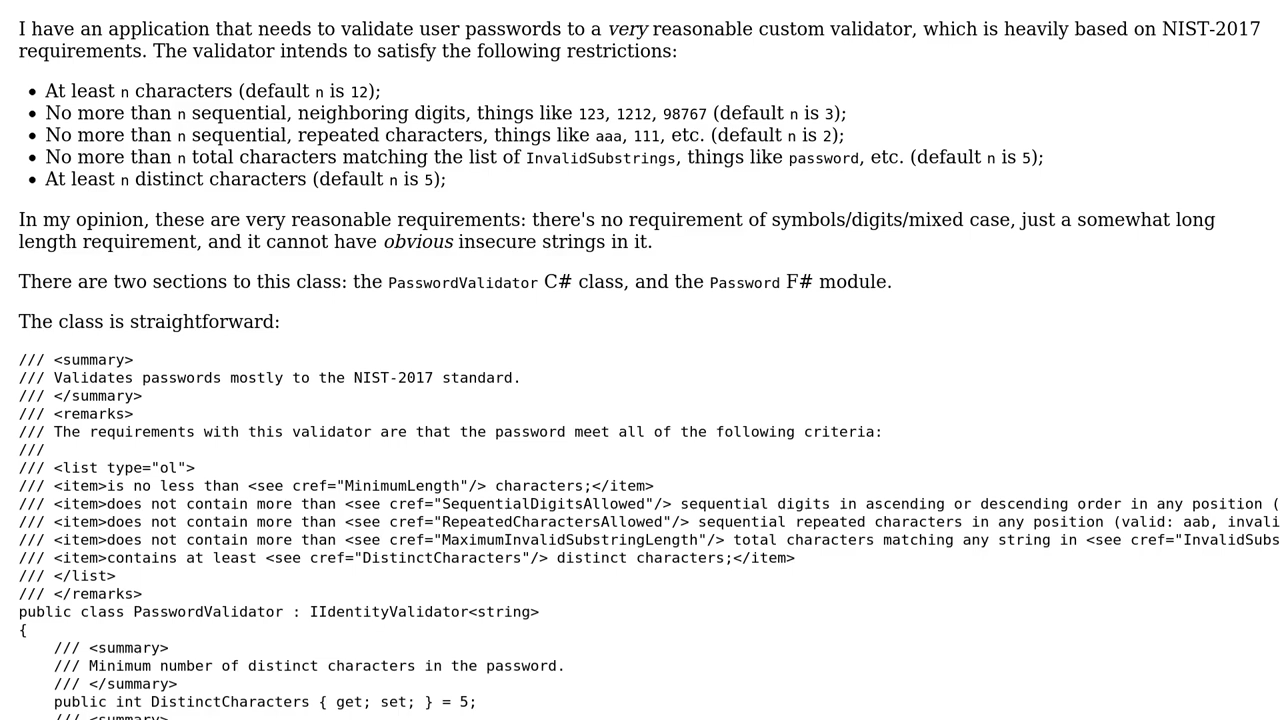 I have an application that needs to validate user passwords to a very reasonable custom validator, which is heavily based on NIST-2017
requirements. The validator intends to satisfy the following restrictions:
• At least n characters (default n is 12);
• No more than n sequential, neighboring digits, things like 123, 1212, 98767 (default n is 3);
• No more than n sequential, repeated characters, things like aaa, 111, etc. (default n is 2);
• No more than n total characters matching the list of InvalidSubstrings, things like password, etc. (default n is 5);
• At least n distinct characters (default n is 5);
In my opinion, these are very reasonable requirements: there's no requirement of symbols/digits/mixed case, just a somewhat long
length requirement, and it cannot have obvious insecure strings in it.
There are two sections to this class: the PasswordValidator C# class, and the Password F# module.
The class is straightforward:
/// <summary>
/// Validates passwords mostly to the NIST-2017 standard.
/// </summary>
/// <remarks>
/// The requirements with this validator are that the password meet all of the following criteria:
///
/// <list type="ol">
/// <item>is no less than <see cref="MinimumLength"/> characters;</item>
/// <item>does not contain more than <see cref="SequentialDigitsAllowed"/> sequential digits in ascending or descending order in any position (
/// <item>does not contain more than <see cref="RepeatedCharactersAllowed"/> sequential repeated characters in any position (valid: aab, invali
/// <item>does not contain more than <see cref="MaximumInvalidSubstringLength"/> total characters matching any string in <see cref="InvalidSubs
/// <item>contains at least <see cref="DistinctCharacters"/> distinct characters;</item>
/// </list>
/// </remarks>
public class PasswordValidator : IIdentityValidator<string>
{
    /// <summary>
    /// Minimum number of distinct characters in the password.
    /// </summary>
    public int DistinctCharacters { get; set; } = 5;
    /// <summary>